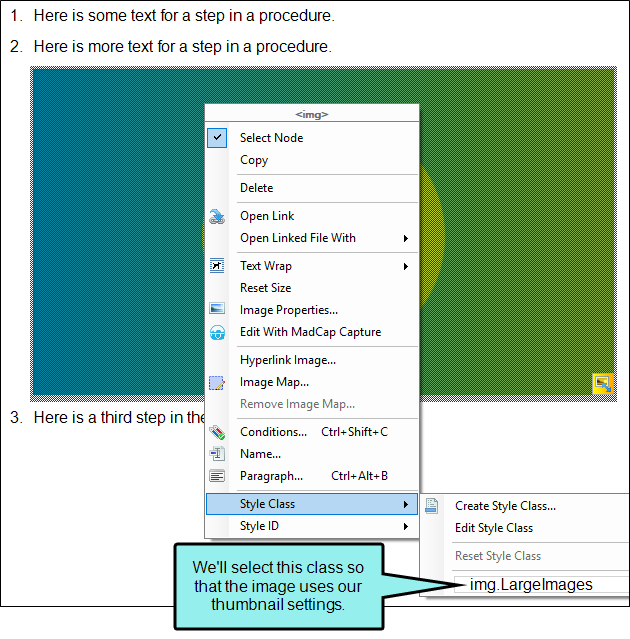 1. Here is some text for a step in a procedure.
2. Here is more text for a step in a procedure.
<img>
Select Node
Copy
Delete
Open Link
Open Linked File With
Text Wrap
Reset Size
Image Properties...
Edit With MadCap Capture
Hyperlink Image...
Image Map...
Remove Image Map...
3. Here is a third step in the
Conditions... Ctrl+Shift+C
Name...
Paragraph... Ctrl+Alt+B
Style Class
Style ID
Create Style Class...
Edit Style Class
Reset Style Class
img.LargeImages
We'll select this class so
that the image uses our
thumbnail settings.